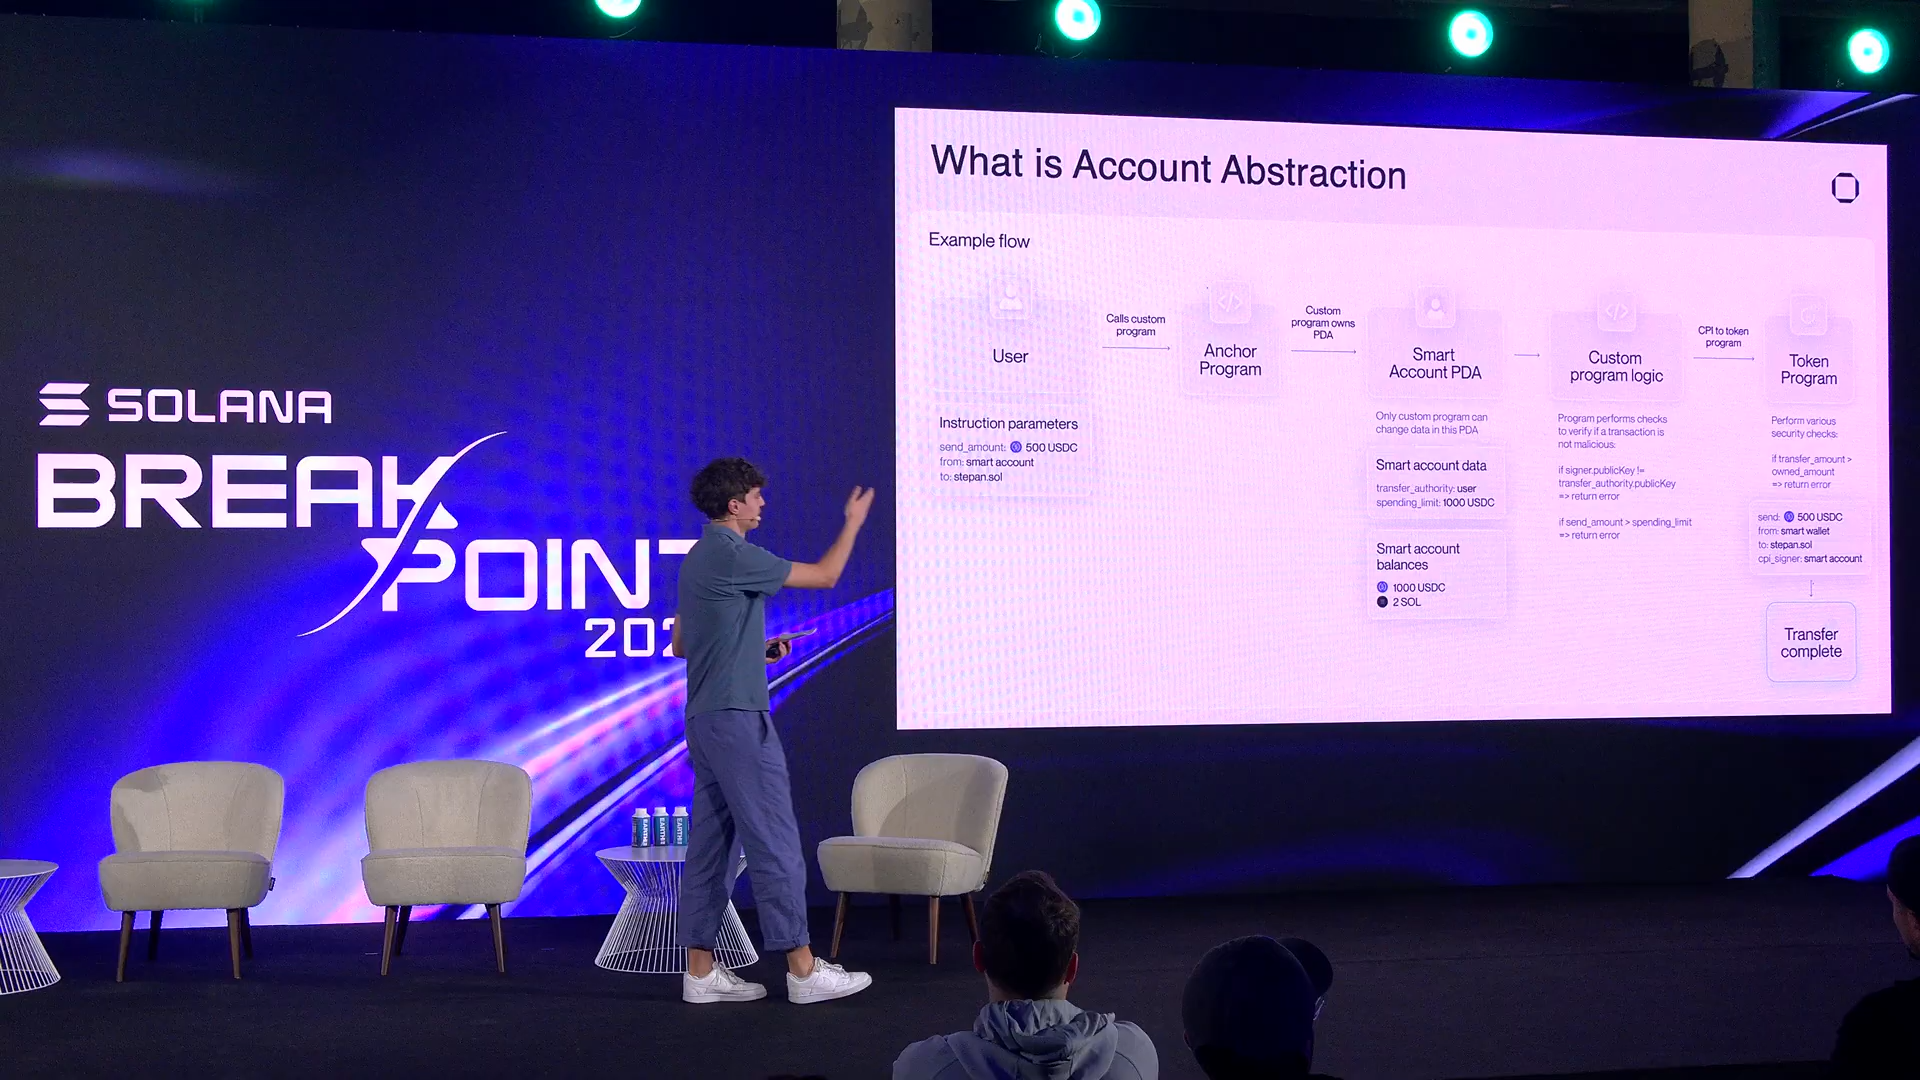 SOLANA
BREAK
POINT
202
What is Account Abstraction
Example flow
User
Calls custom
program
Anchor
Program
Custom
program owns
PDA
Smart
Account PDA
Custom
program logic
CPI to token
program
Token
Program
Instruction parameters
send_amount: 500 USDC
from: smart account
to: stepan.sol
Only custom program can
change data in this PDA
Smart account data
transfer_authority: user
spending_limit: 1000 USDC
Smart account
balances
1000 USDC
2 SOL
Program performs checks
to verify if a transaction is
not malicious:
if signer.publicKey !=
transfer_authority.publicKey
=> return error
if send_amount > spending_limit
=> return error
Perform various
security checks:
if transfer_amount >
owned_amount
=> return error
send: 500 USDC
from: smart wallet
to: stepan.sol
cpi_signer: smart account
Transfer
complete
EARTH
EARTH
EARTH